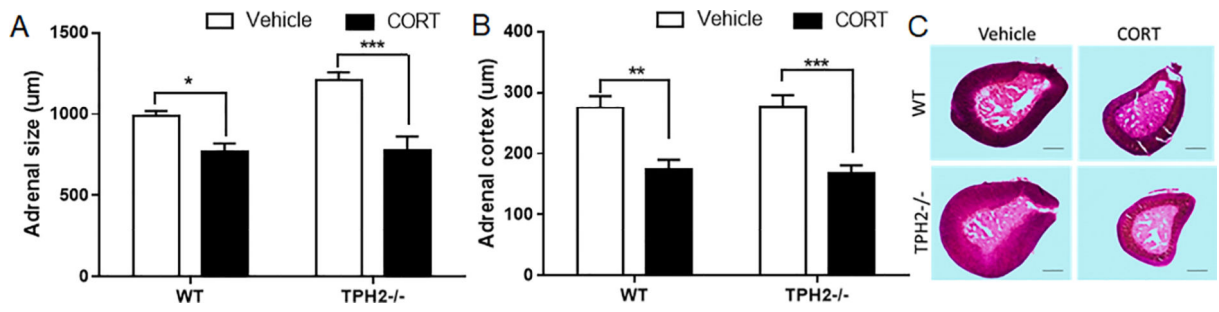 A
Vehicle CORT
Adrenal size (um)
1500
1000
500
0
*
***
WT TPH2-/-
B
Vehicle CORT
Adrenal cortex (um)
400
300
200
100
0
**
***
WT TPH2-/-
C
Vehicle CORT
WT
TPH2-/-